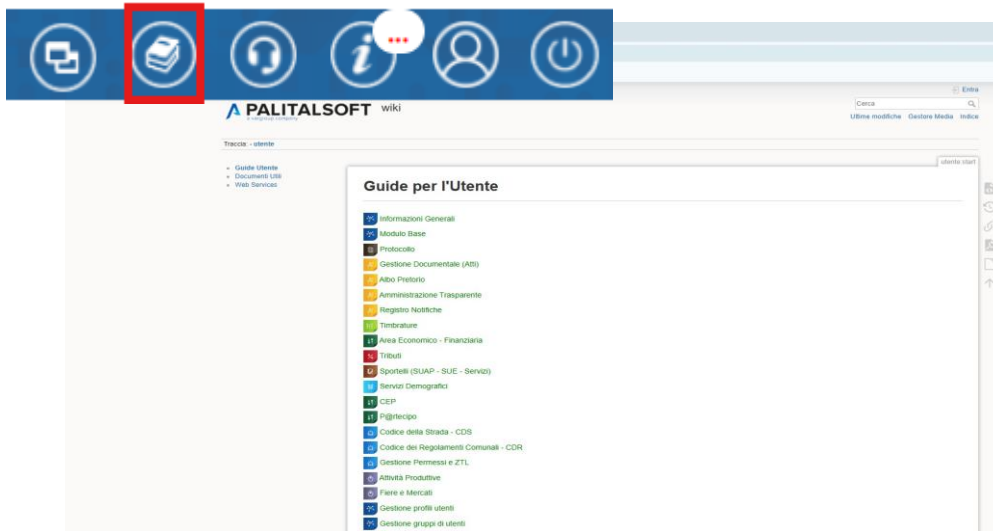 Entra
PALITALSOFT wiki
Cerca
Ultime modifiche Gestore Media Indice
Traccia: • utente
Guide Utente
Documenti Utili
Web Services
utente:start
Guide per l'Utente
Informazioni Generali
Modulo Base
Protocollo
Gestione Documentale (Atti)
Albo Pretorio
Amministrazione Trasparente
Registro Notifiche
Timbrature
Area Economico - Finanziaria
Tributi
Sportelli (SUAP - SUE - Servizi)
Servizi Demografici
CEP
P@rtecipo
Codice della Strada - CDS
Codice dei Regolamenti Comunali - CDR
Gestione Permessi e ZTL
Attività Produttive
Fiere e Mercati
Gestione profili utenti
Gestione gruppi di utenti